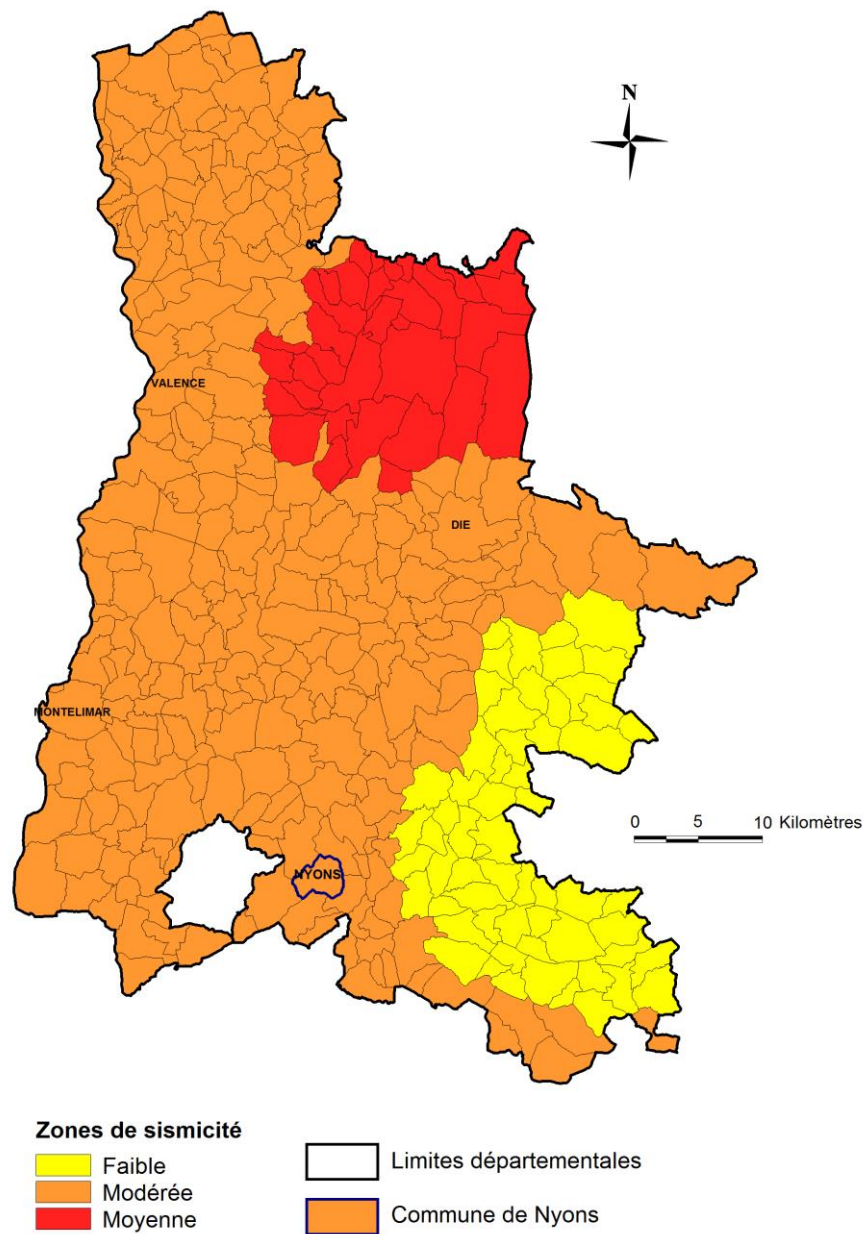 N
VALENCE
DIE
MONTELIMAR
0 5 10 Kilomètres
NYONS
Zones de sismicité
Faible
Modérée
Moyenne
Limites départementales
Commune de Nyons